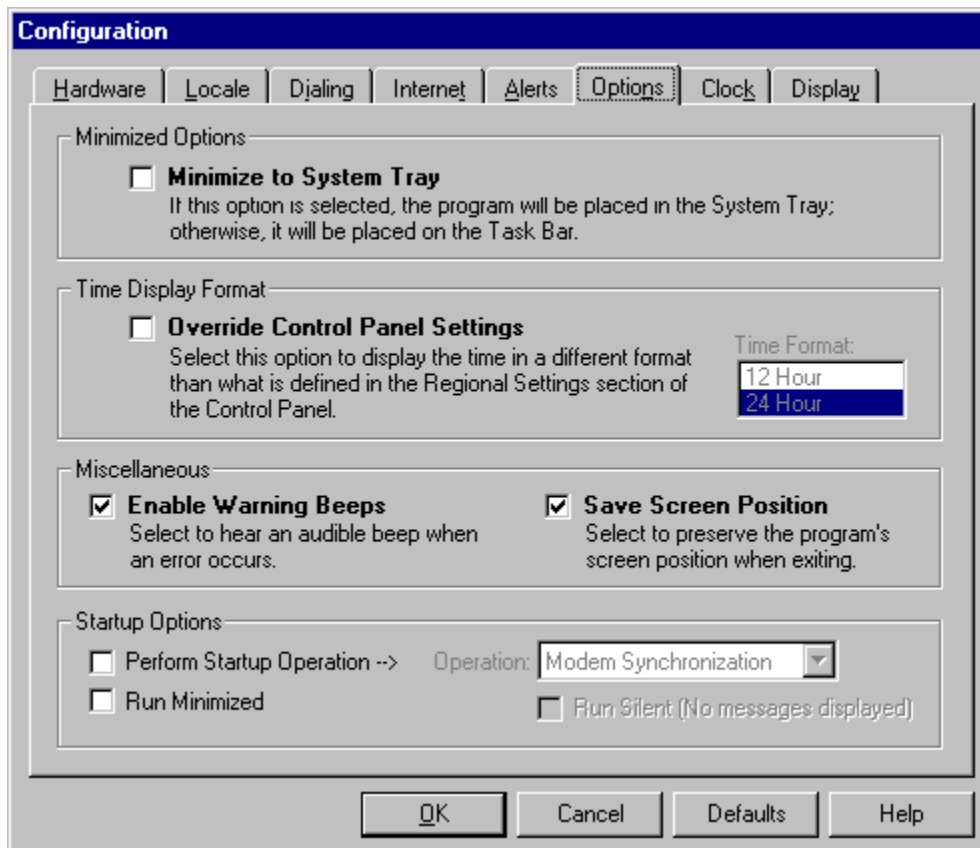 Configuration
Hardware Locale Dialing Internet Alerts Options Clock Display
Minimized Options
Minimize to System Tray
If this option is selected, the program will be placed in the System Tray;
otherwise, it will be placed on the Task Bar.
Time Display Format
Override Control Panel Settings
Select this option to display the time in a different format
than what is defined in the Regional Settings section of
the Control Panel.
Time Format:
12 Hour
24 Hour
Miscellaneous
Enable Warning Beeps
Select to hear an audible beep when
an error occurs.
Save Screen Position
Select to preserve the program's
screen position when exiting.
Startup Options
Perform Startup Operation --> Operation: Modem Synchronization
Run Minimized
Run Silent (No messages displayed)
OK Cancel Defaults Help